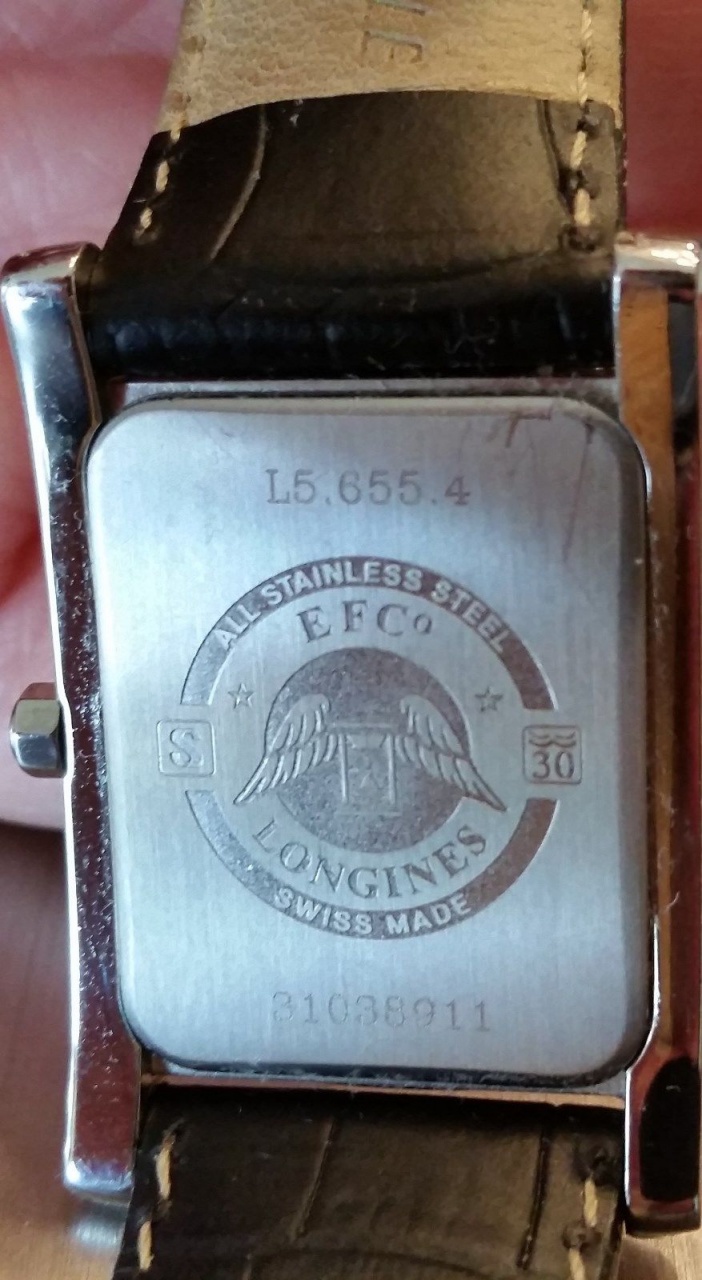 L5.655.4
ALL STAINLESS STEEL
EFCo
S
30
LONGINES
SWISS MADE
31038911